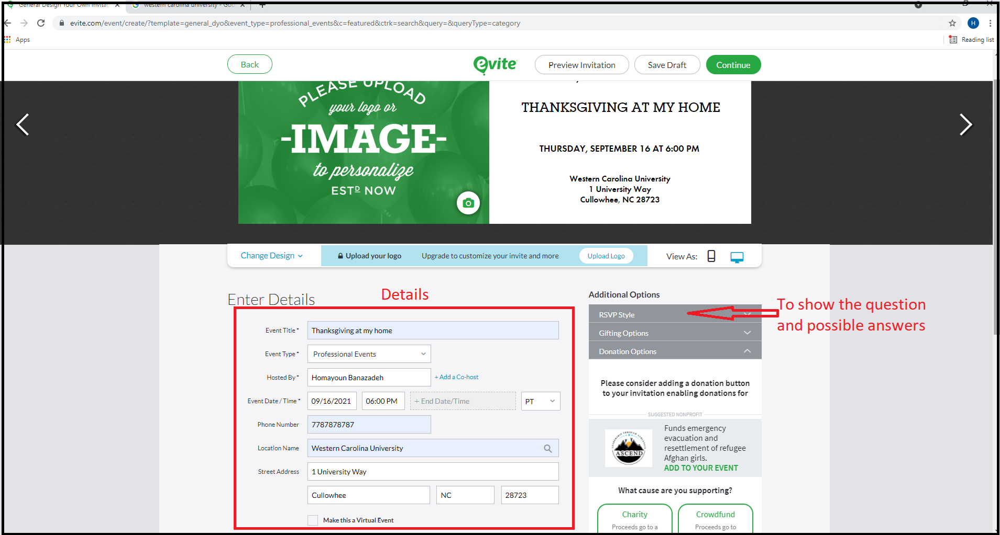 General Design Your Own Invitat
western carolina university - Goo
evite.com/event/create/?template=general_dyo&event_type=professional_events&c=featured&ctrk=search&query=&queryType=category
H
Apps
Reading list
Back
evite
Preview Invitation
Save Draft
Continue
PLEASE UPLOAD
your logo or
-IMAGE-
to personalize
ESTD NOW
THANKSGIVING AT MY HOME
THURSDAY, SEPTEMBER 16 AT 6:00 PM
Western Carolina University
1 University Way
Cullowhee, NC 28723
Change Design
Upload your logo
Upgrade to customize your invite and more
Upload Logo
View As:
Enter Details
Details
Event Title *
Thanksgiving at my home
Event Type *
Professional Events
Hosted By *
Homayoun Banazadeh
+ Add a Co-host
Event Date / Time *
09/16/2021
06:00 PM
+ End Date/Time
PT
Phone Number
7787878787
Location Name
Western Carolina University
Street Address
1 University Way
Cullowhee
NC
28723
Make this a Virtual Event
Additional Options
RSVP Style
Gifting Options
Donation Options
To show the question
and possible answers
Please consider adding a donation button
to your invitation enabling donations for
SUGGESTED NONPROFIT
LEADERSHIP THROUGH ATHLETICS
ASCEND
Funds emergency
evacuation and
resettlement of refugee
Afghan girls.
ADD TO YOUR EVENT
What cause are you supporting?
Charity
Proceeds go to a
Crowdfund
Proceeds go to